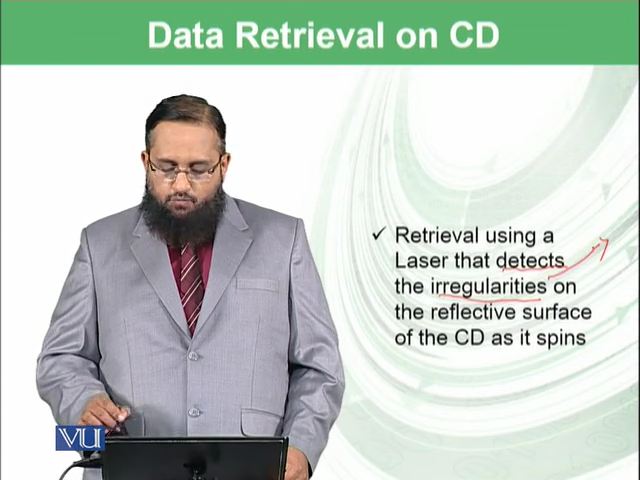 Data Retrieval on CD
✓ Retrieval using a
Laser that detects
the irregularities on
the reflective surface
of the CD as it spins
VU